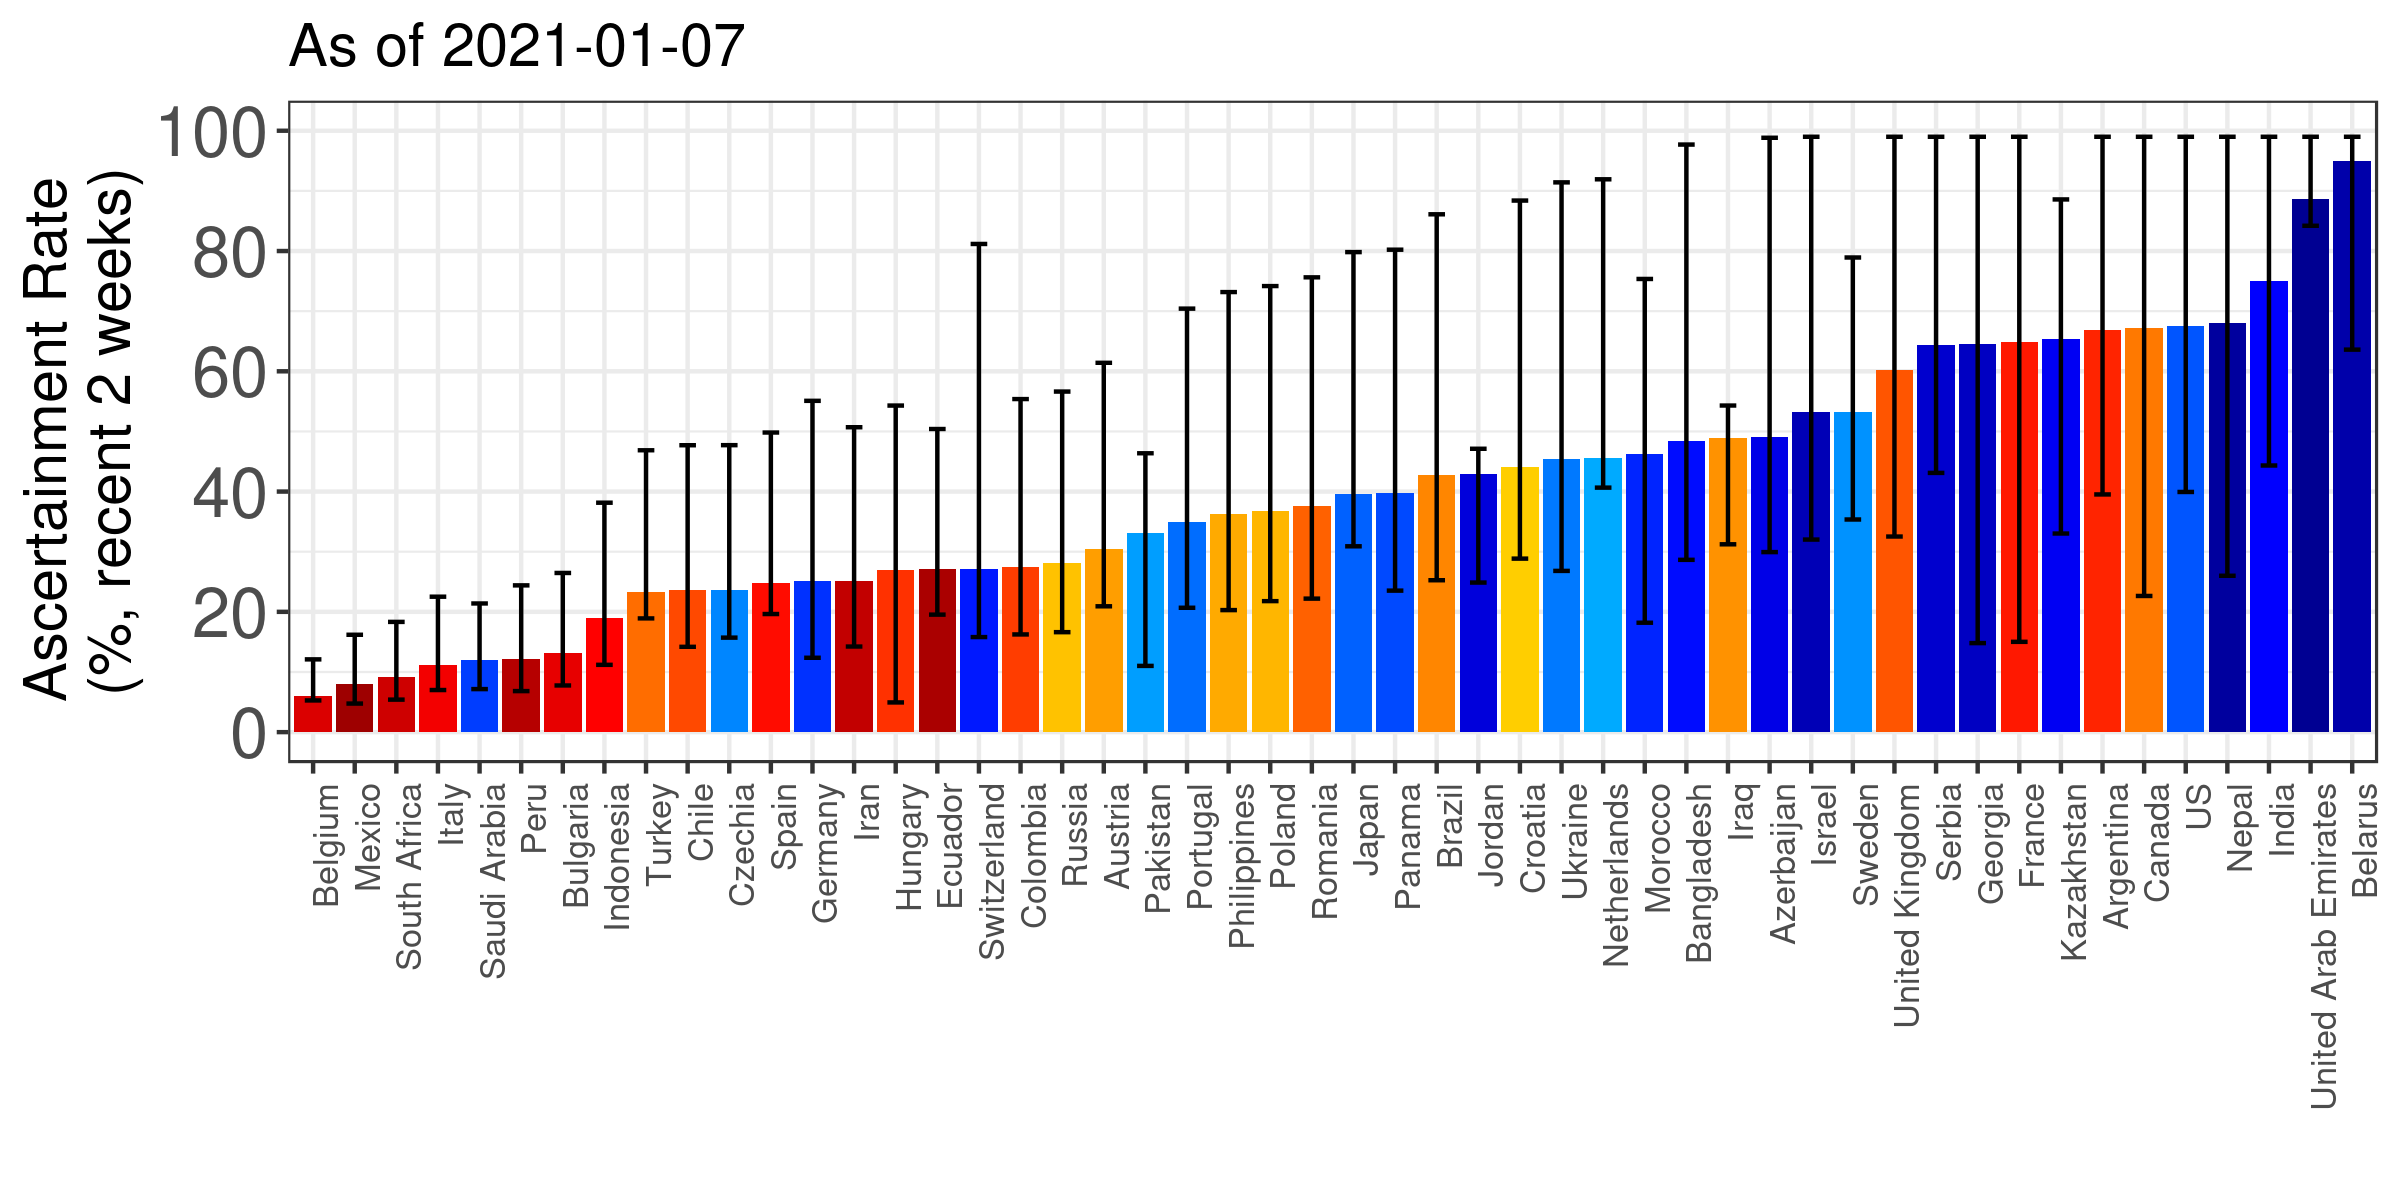 As of 2021-01-07
Ascertainment Rate
(%, recent 2 weeks)
100
80
60
40
20
0
Belgium
Mexico
South Africa
Italy
Saudi Arabia
Peru
Bulgaria
Indonesia
Turkey
Chile
Czechia
Spain
Germany
Iran
Hungary
Ecuador
Switzerland
Colombia
Russia
Austria
Pakistan
Portugal
Philippines
Poland
Romania
Japan
Panama
Brazil
Jordan
Croatia
Ukraine
Netherlands
Morocco
Bangladesh
Iraq
Azerbaijan
Israel
Sweden
United Kingdom
Serbia
Georgia
France
Kazakhstan
Argentina
Canada
US
Nepal
India
United Arab Emirates
Belarus